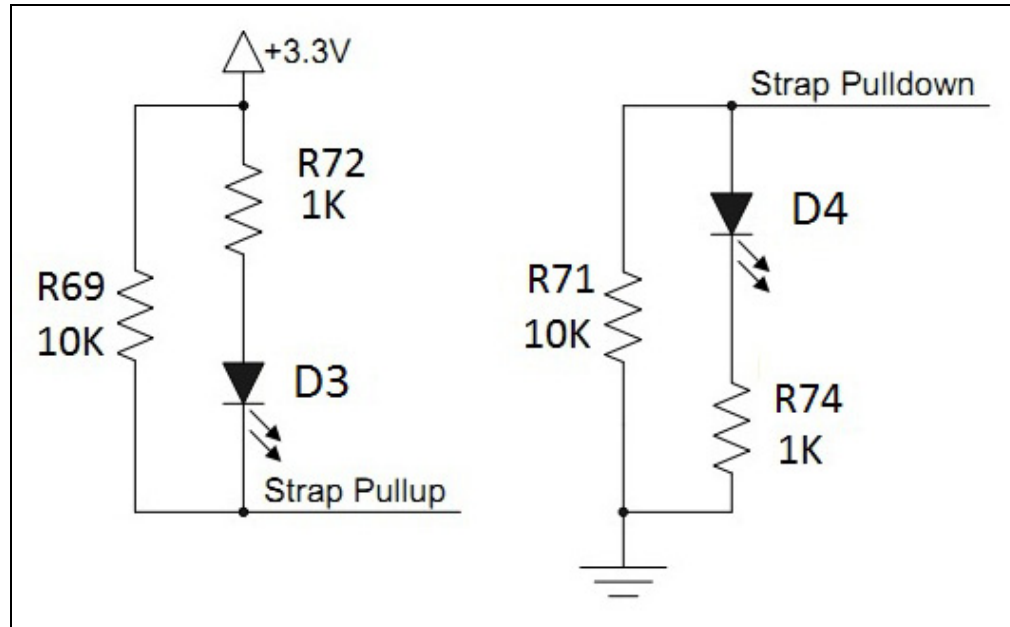 +3.3V
R72
1K
R69
10K
D3
Strap Pullup
Strap Pulldown
D4
R71
10K
R74
1K